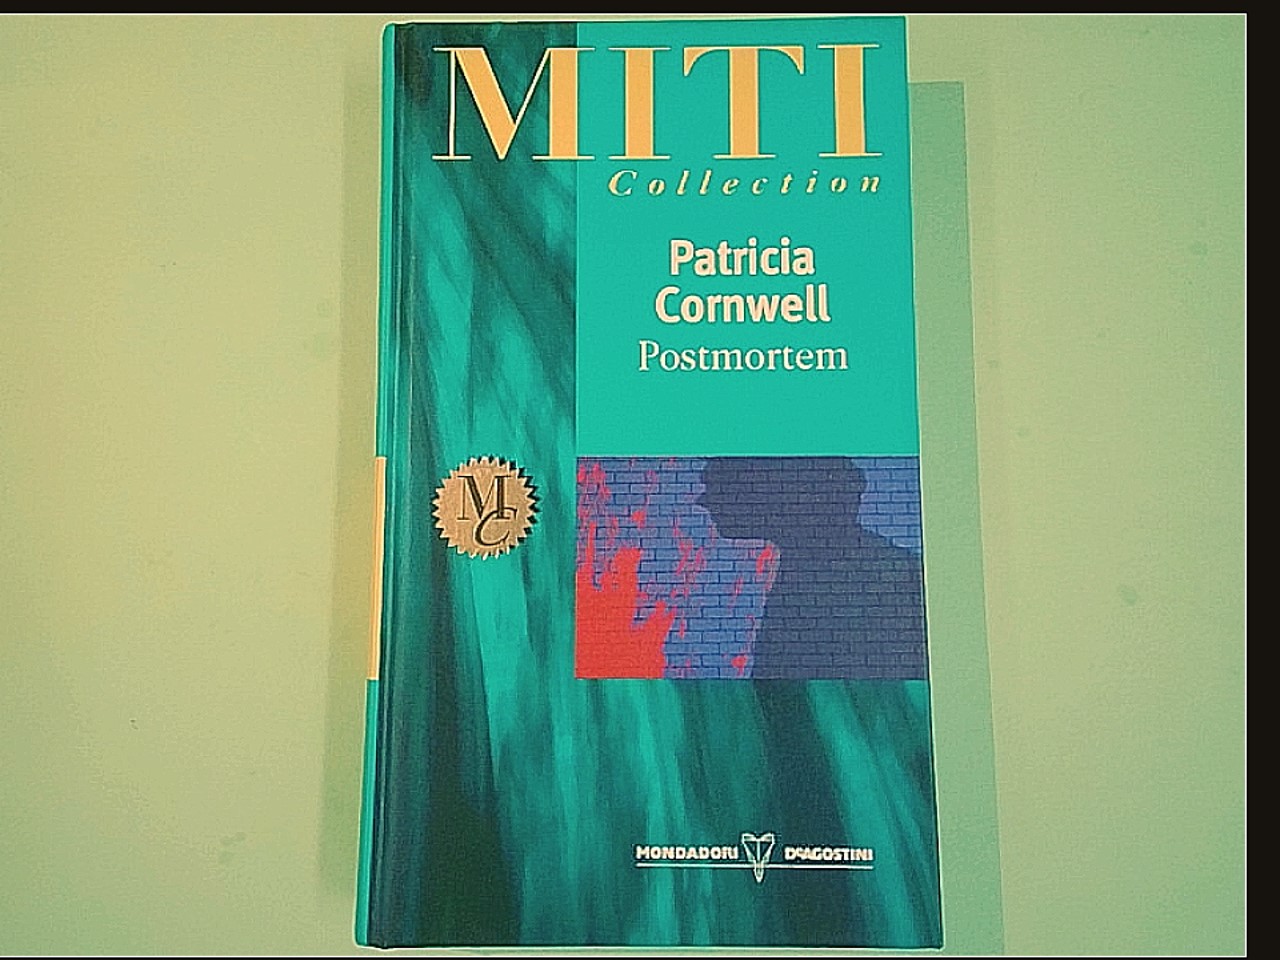 MITI
Collection
Patricia
Cornwell
Postmortem
MC
MONDADORI DEAGOSTINI